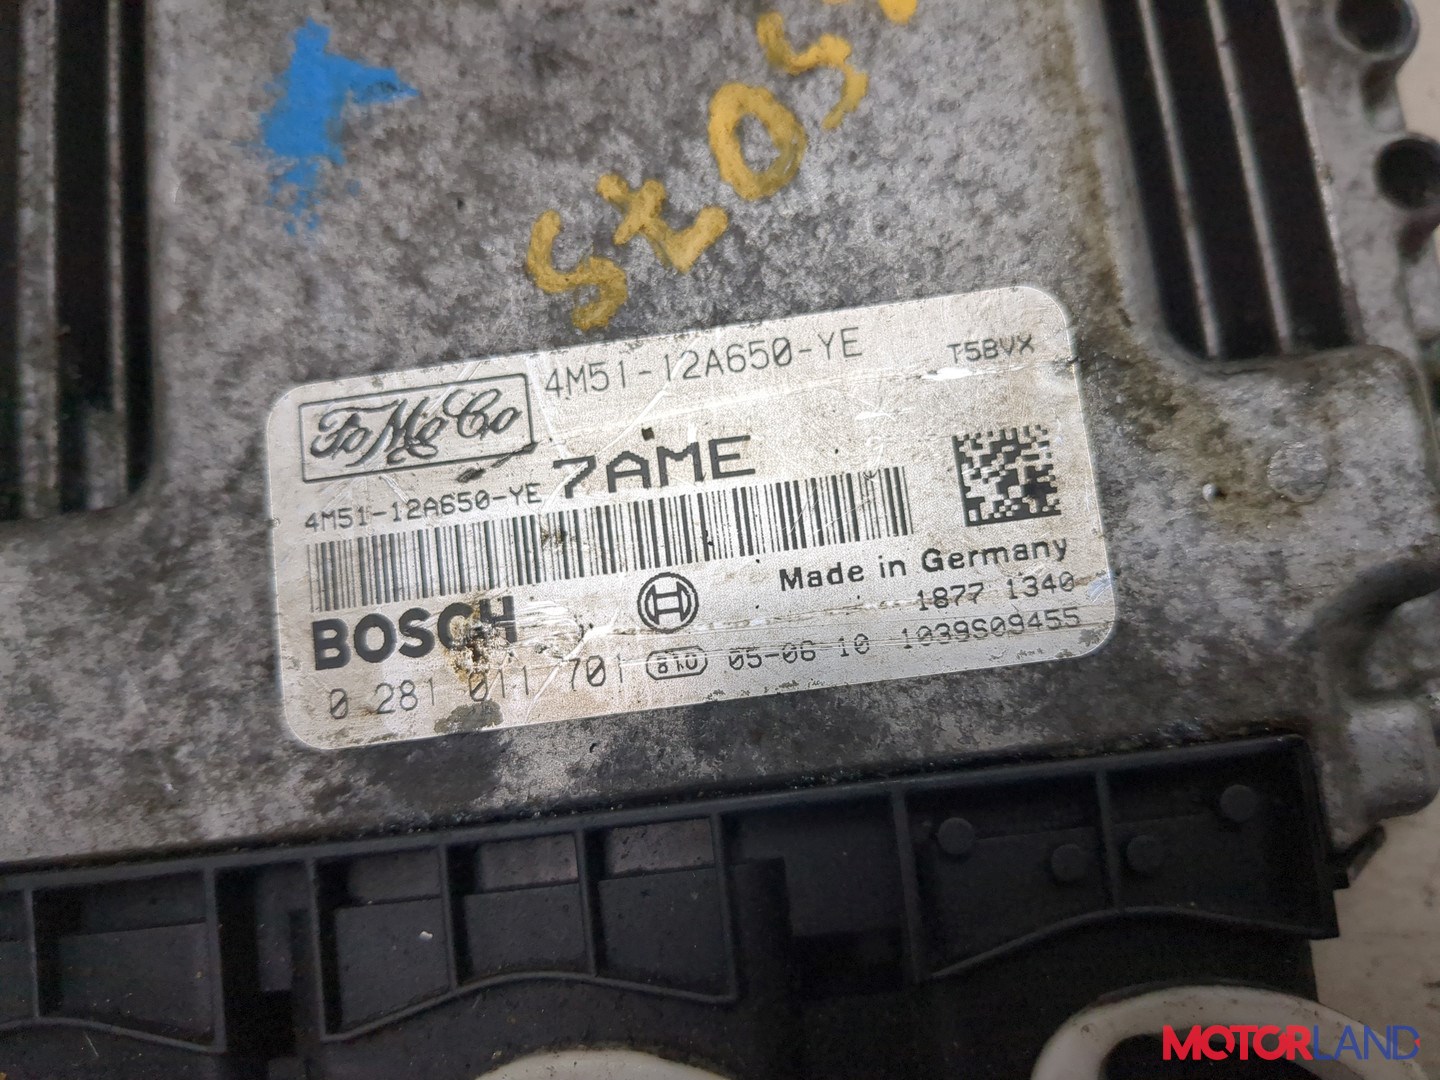 4M51-12A650-YE
T5BVX
FoMoCo
7AME
4M51-12A650-YE
Made in Germany
BOSCH
1877 1340
0 281 011 701 05-06-10 1039S09455
MOTORLAND